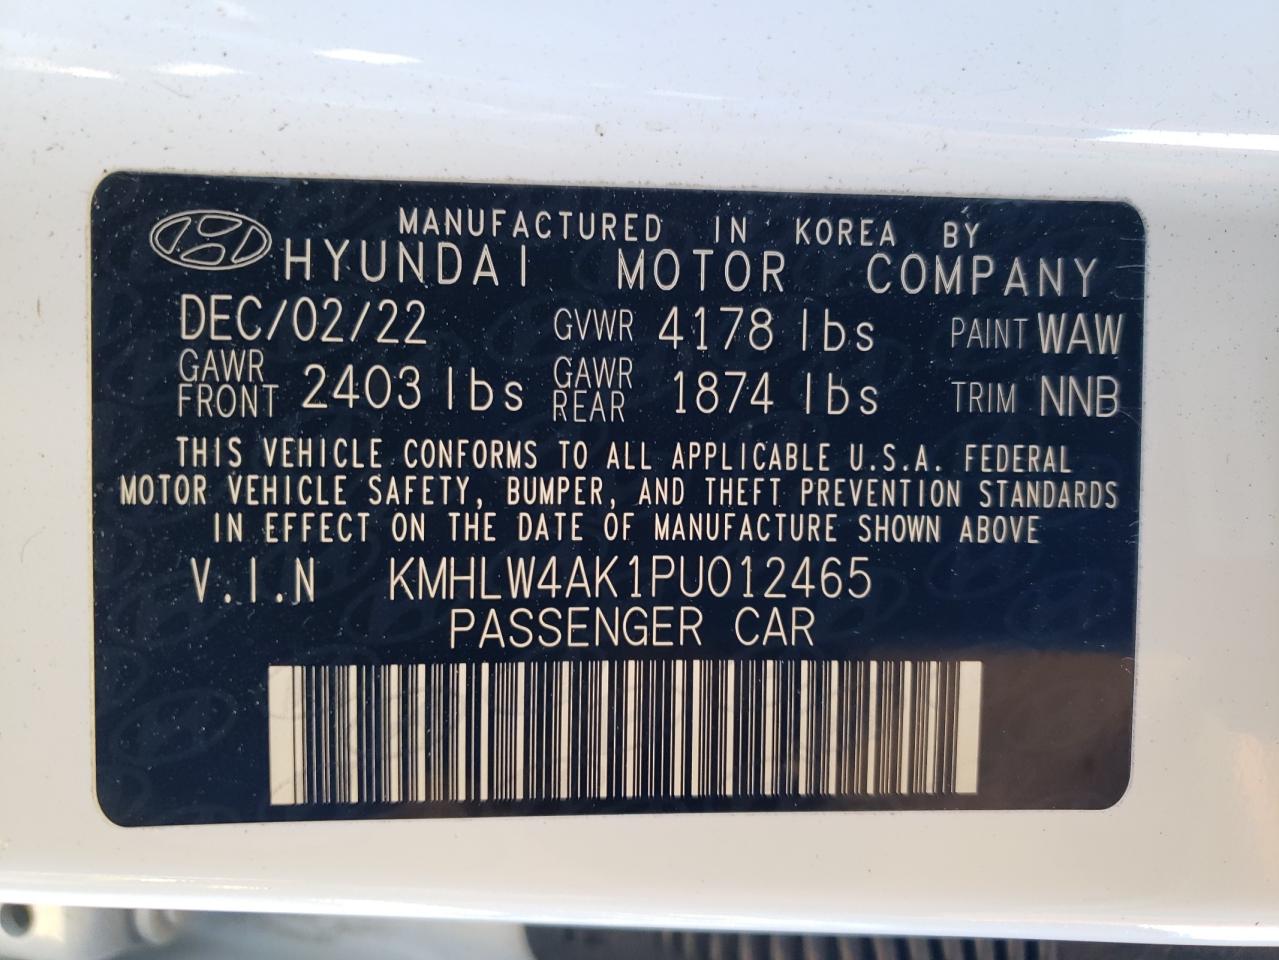 MANUFACTURED IN KOREA BY
HYUNDAI MOTOR COMPANY
DEC/02/22 GVWR 4178 lbs PAINT WAW
GAWR FRONT 2403 lbs GAWR REAR 1874 lbs TRIM NNB
THIS VEHICLE CONFORMS TO ALL APPLICABLE U.S.A. FEDERAL
MOTOR VEHICLE SAFETY, BUMPER, AND THEFT PREVENTION STANDARDS
IN EFFECT ON THE DATE OF MANUFACTURE SHOWN ABOVE
V.I.N KMHLW4AK1PU012465
PASSENGER CAR